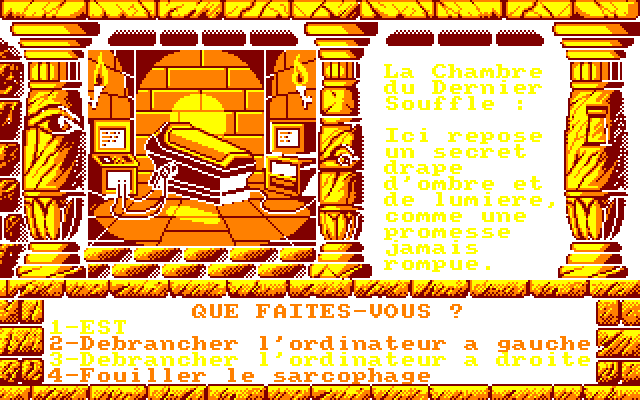 La Chambre
du Dernier
Souffle :
Ici repose
un secret
drape
d'ombre et
de lumiere,
comme une
promesse
jamais
rompue.
QUE FAITES-VOUS ?
1-EST
2-Debrancher l'ordinateur a gauche
3-Debrancher l'ordinateur a droite
4-Fouiller le sarcophage